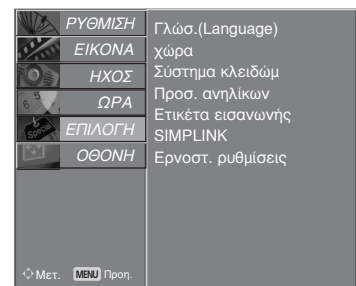 ΡΥΘΜΙΣΗ
ΕΙΚΟΝΑ
ΗΧΟΣ
ΩΡΑ
ΕΠΙΛΟΓΗ
ΟΘΟΝΗ
Γλώσ.(Language)
χώρα
Σύστημα κλειδώμ
Προσ. ανηλίκων
Ετικέτα εισανωνής
SIMPLINK
Ερνοστ. ρυθμίσεις
Μετ. MENU Προη.